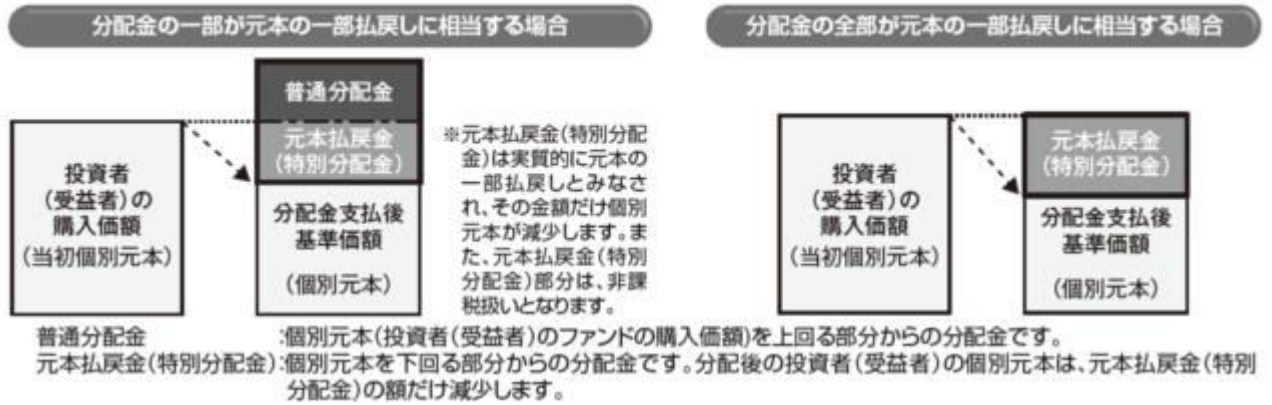 分配金の一部が元本の一部払戻しに相当する場合
投資者
(受益者)の
購入価額
(当初個別元本)
普通分配金
元本払戻金
(特別分配金)
分配金支払後
基準価額
(個別元本)
※元本払戻金(特別分配
金)は実質的に元本の
一部払戻しとみなさ
れ、その金額だけ個別
元本が減少します。ま
た、元本払戻金(特別
分配金)部分は、非課
税扱いとなります。
分配金の全部が元本の一部払戻しに相当する場合
投資者
(受益者)の
購入価額
(当初個別元本)
元本払戻金
(特別分配金)
分配金支払後
基準価額
(個別元本)
普通分配金 :個別元本(投資者(受益者)のファンドの購入価額)を上回る部分からの分配金です。
元本払戻金(特別分配金):個別元本を下回る部分からの分配金です。分配後の投資者(受益者)の個別元本は、元本払戻金(特別
分配金)の額だけ減少します。